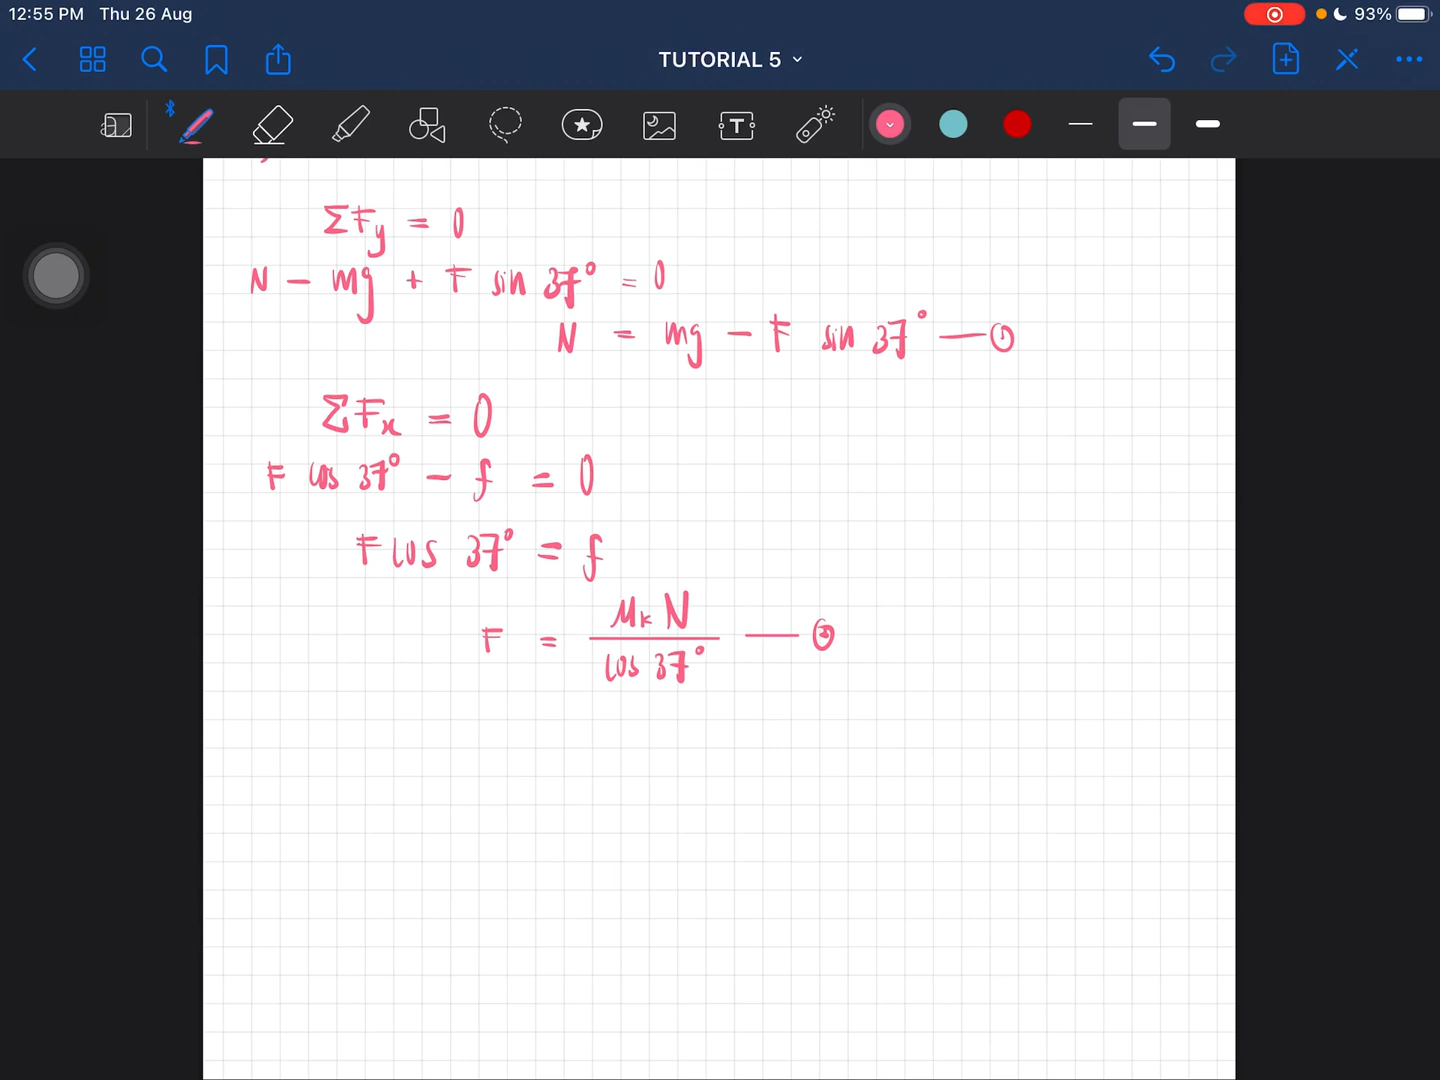 12:55 PM Thu 26 Aug
93%
TUTORIAL 5
T
ΣFy = 0
N − mg + F sin 37° = 0
N = mg − F sin 37° — ①
ΣFx = 0
F cos 37° − f = 0
F cos 37° = f
F = μk N / cos 37° — ②